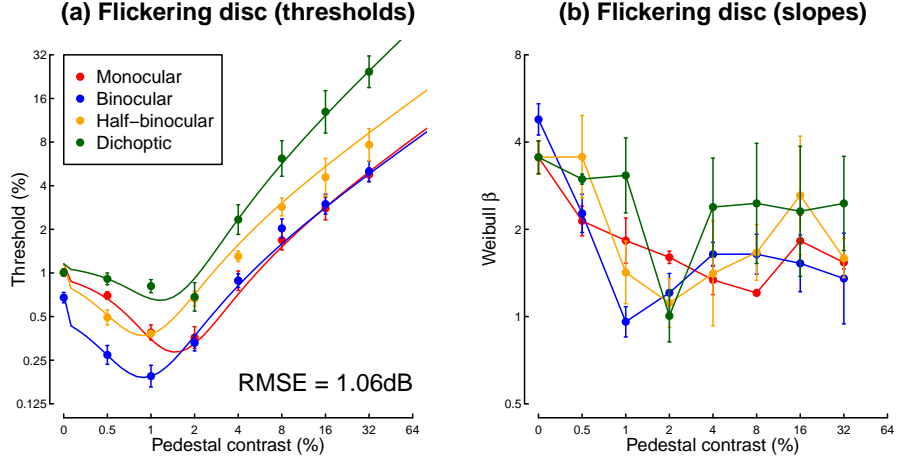 (a) Flickering disc (thresholds)
32
16
8
4
2
1
0.5
0.25
0.125
Threshold (%)
Monocular
Binocular
Half−binocular
Dichoptic
RMSE = 1.06dB
0 0.5 1 2 4 8 16 32 64
Pedestal contrast (%)
(b) Flickering disc (slopes)
8
4
2
1
0.5
Weibull β
0 0.5 1 2 4 8 16 32 64
Pedestal contrast (%)